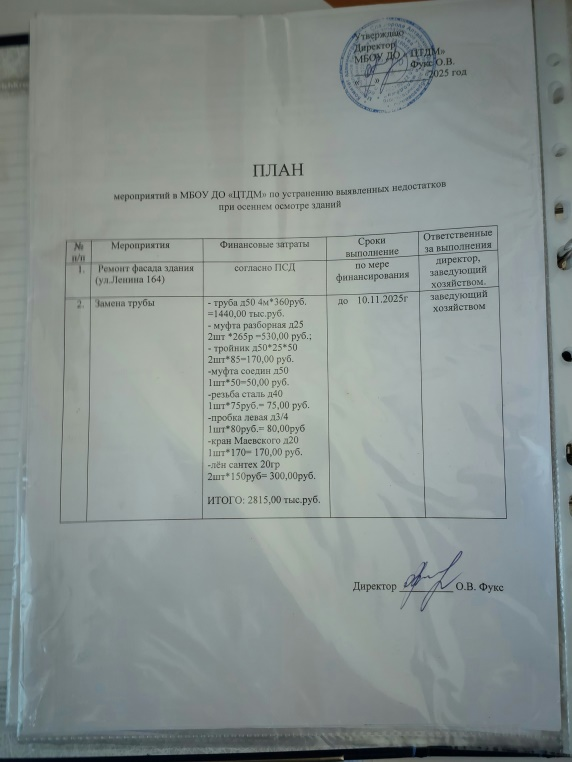 Утверждаю
Директор
МБОУ ДО «ЦТДМ»
Фукс О.В.
«___» 2025 год
ПЛАН
мероприятий в МБОУ ДО «ЦТДМ» по устранению выявленных недостатков
при осеннем осмотре зданий
№ п/п
Мероприятия
Финансовые затраты
Сроки
выполнение
Ответственные
за выполнения
1.
Ремонт фасада здания
(ул.Ленина 164)
согласно ПСД
по мере
финансирования
директор,
заведующий
хозяйством.
2.
Замена трубы
- труба д50 4м*360руб.
=1440,00 тыс.руб.
- муфта разборная д25
2шт *265р =530,00 руб.;
- тройник д50*25*50
2шт*85=170,00 руб.
-муфта соедин д50
1шт*50=50,00 руб.
-резьба сталь д40
1шт*75руб.= 75,00 руб.
-пробка левая д3/4
1шт*80руб.= 80,00руб
-кран Маевского д20
1шт*170= 170,00 руб.
-лён сантех 20гр
2шт*150руб= 300,00руб.
ИТОГО: 2815,00 тыс.руб.
до 10.11.2025г
заведующий
хозяйством
Директор __________ О.В. Фукс